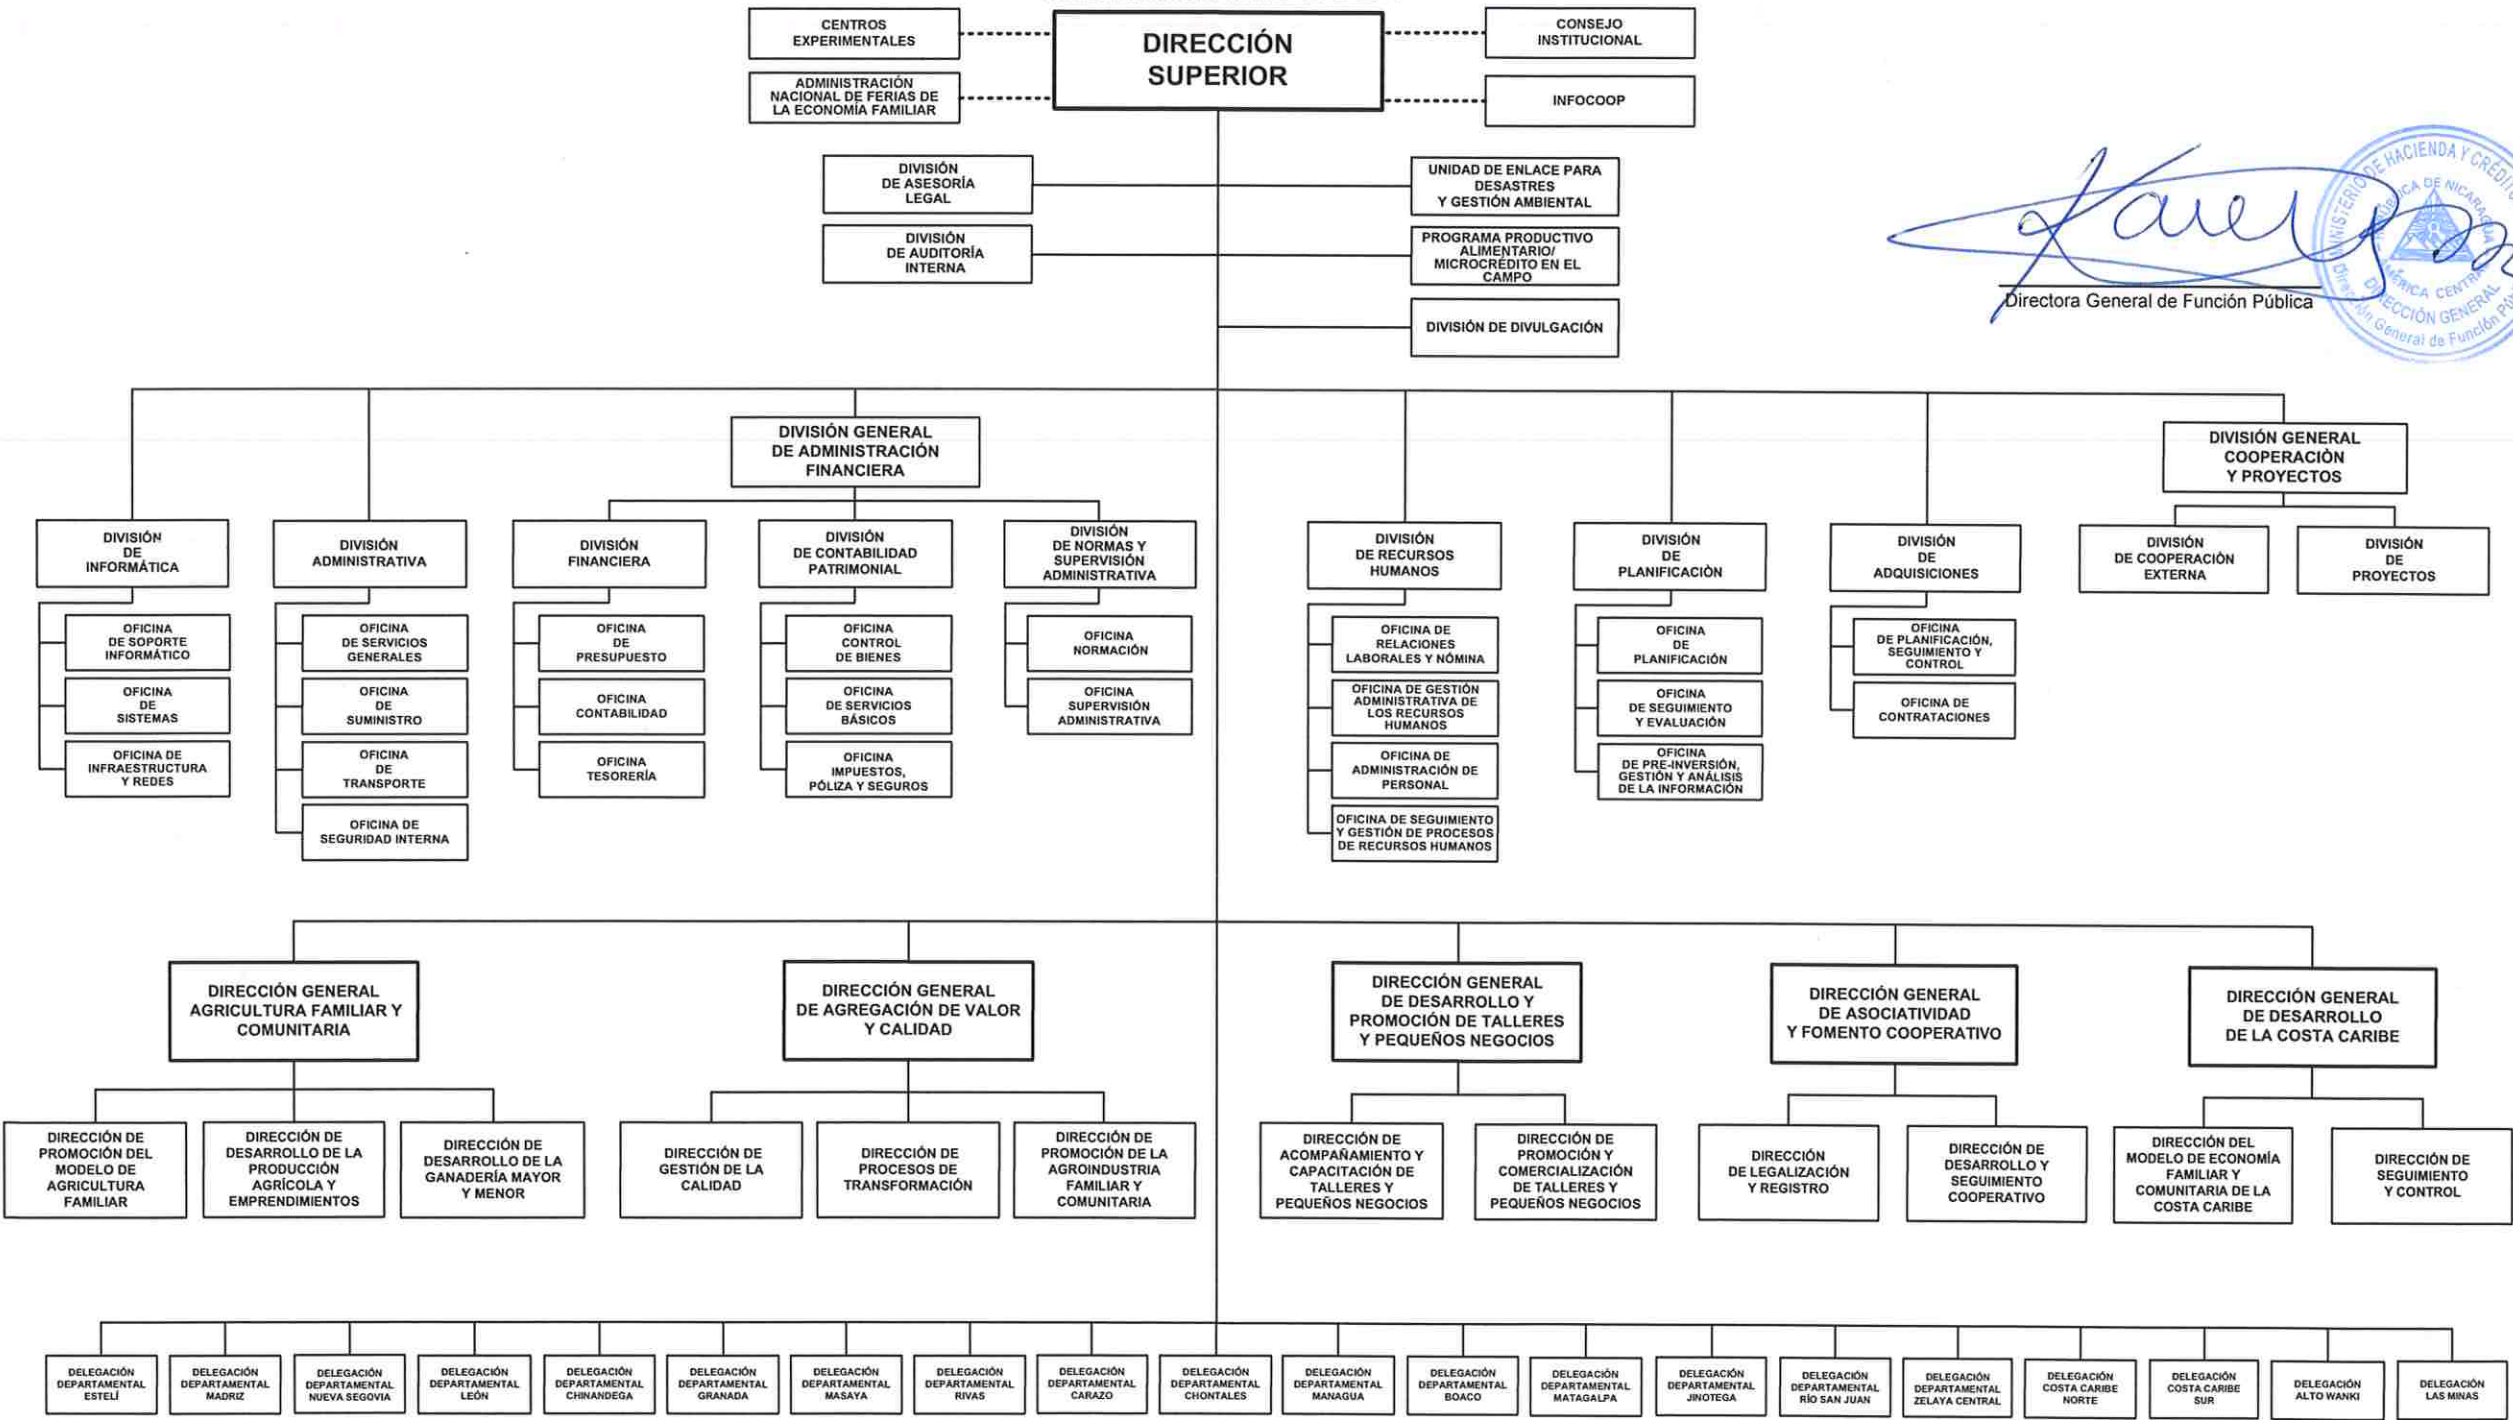 CENTROS
EXPERIMENTALES
DIRECCIÓN
SUPERIOR
CONSEJO
INSTITUCIONAL
ADMINISTRACIÓN
NACIONAL DE FERIAS DE
LA ECONOMÍA FAMILIAR
INFOCOOP
DIVISIÓN
DE ASESORÍA
LEGAL
UNIDAD DE ENLACE PARA
DESASTRES
Y GESTIÓN AMBIENTAL
DIVISIÓN
DE AUDITORÍA
INTERNA
PROGRAMA PRODUCTIVO
ALIMENTARIO/
MICROCRÉDITO EN EL
CAMPO
DIVISIÓN DE DIVULGACIÓN
MINISTERIO DE HACIENDA Y CRÉDITO
REPÚBLICA DE NICARAGUA
AMÉRICA CENTRAL
DIRECCIÓN GENERAL
Dirección General de Función
Directora General de Función Pública
DIVISIÓN GENERAL
DE ADMINISTRACIÓN
FINANCIERA
DIVISIÓN GENERAL
COOPERACIÒN
Y PROYECTOS
DIVISIÓN
DE
INFORMÁTICA
DIVISIÓN
ADMINISTRATIVA
DIVISIÓN
FINANCIERA
DIVISIÓN
DE CONTABILIDAD
PATRIMONIAL
DIVISIÓN
DE NORMAS Y
SUPERVISIÓN
ADMINISTRATIVA
DIVISIÓN
DE RECURSOS
HUMANOS
DIVISIÓN
DE
PLANIFICACIÒN
DIVISIÓN
DE
ADQUISICIONES
DIVISIÓN
DE COOPERACIÒN
EXTERNA
DIVISIÓN
DE
PROYECTOS
OFICINA
DE SOPORTE
INFORMÁTICO
OFICINA
DE
SISTEMAS
OFICINA DE
INFRAESTRUCTURA
Y REDES
OFICINA
DE SERVICIOS
GENERALES
OFICINA
DE
SUMINISTRO
OFICINA
DE
TRANSPORTE
OFICINA DE
SEGURIDAD INTERNA
OFICINA
DE
PRESUPUESTO
OFICINA
CONTABILIDAD
OFICINA
TESORERÍA
OFICINA
CONTROL
DE BIENES
OFICINA
DE SERVICIOS
BÁSICOS
OFICINA
IMPUESTOS,
PÓLIZA Y SEGUROS
OFICINA
NORMACIÓN
OFICINA
SUPERVISIÓN
ADMINISTRATIVA
OFICINA DE
RELACIONES
LABORALES Y NÓMINA
OFICINA DE GESTIÓN
ADMINISTRATIVA DE
LOS RECURSOS
HUMANOS
OFICINA DE
ADMINISTRACIÓN DE
PERSONAL
OFICINA DE SEGUIMIENTO
Y GESTIÓN DE PROCESOS
DE RECURSOS HUMANOS
OFICINA
DE
PLANIFICACIÓN
OFICINA
DE SEGUIMIENTO
Y EVALUACIÓN
OFICINA
DE PRE-INVERSIÓN,
GESTIÓN Y ANÁLISIS
DE LA INFORMACIÓN
OFICINA
DE PLANIFICACIÓN,
SEGUIMIENTO Y
CONTROL
OFICINA DE
CONTRATACIONES
DIRECCIÓN GENERAL
AGRICULTURA FAMILIAR Y
COMUNITARIA
DIRECCIÓN GENERAL
DE AGREGACIÓN DE VALOR
Y CALIDAD
DIRECCIÓN GENERAL
DE DESARROLLO Y
PROMOCIÓN DE TALLERES
Y PEQUEÑOS NEGOCIOS
DIRECCIÓN GENERAL
DE ASOCIATIVIDAD
Y FOMENTO COOPERATIVO
DIRECCIÓN GENERAL
DE DESARROLLO
DE LA COSTA CARIBE
DIRECCIÓN DE
PROMOCIÓN DEL
MODELO DE
AGRICULTURA
FAMILIAR
DIRECCIÓN DE
DESARROLLO DE LA
PRODUCCIÓN
AGRÍCOLA Y
EMPRENDIMIENTOS
DIRECCIÓN DE
DESARROLLO DE LA
GANADERÍA MAYOR
Y MENOR
DIRECCIÓN DE
GESTIÓN DE LA
CALIDAD
DIRECCIÓN DE
PROCESOS DE
TRANSFORMACIÓN
DIRECCIÓN DE
PROMOCIÓN DE LA
AGROINDUSTRIA
FAMILIAR Y
COMUNITARIA
DIRECCIÓN DE
ACOMPAÑAMIENTO Y
CAPACITACIÓN DE
TALLERES Y
PEQUEÑOS NEGOCIOS
DIRECCIÓN DE
PROMOCIÓN Y
COMERCIALIZACIÓN
DE TALLERES Y
PEQUEÑOS NEGOCIOS
DIRECCIÓN
DE LEGALIZACIÓN
Y REGISTRO
DIRECCIÓN DE
DESARROLLO Y
SEGUIMIENTO
COOPERATIVO
DIRECCIÓN DEL
MODELO DE ECONOMÍA
FAMILIAR Y
COMUNITARIA DE LA
COSTA CARIBE
DIRECCIÓN DE
SEGUIMIENTO
Y CONTROL
DELEGACIÓN
DEPARTAMENTAL
ESTELÍ
DELEGACIÓN
DEPARTAMENTAL
MADRIZ
DELEGACIÓN
DEPARTAMENTAL
NUEVA SEGOVIA
DELEGACIÓN
DEPARTAMENTAL
LEÓN
DELEGACIÓN
DEPARTAMENTAL
CHINANDEGA
DELEGACIÓN
DEPARTAMENTAL
GRANADA
DELEGACIÓN
DEPARTAMENTAL
MASAYA
DELEGACIÓN
DEPARTAMENTAL
RIVAS
DELEGACIÓN
DEPARTAMENTAL
CARAZO
DELEGACIÓN
DEPARTAMENTAL
CHONTALES
DELEGACIÓN
DEPARTAMENTAL
MANAGUA
DELEGACIÓN
DEPARTAMENTAL
BOACO
DELEGACIÓN
DEPARTAMENTAL
MATAGALPA
DELEGACIÓN
DEPARTAMENTAL
JINOTEGA
DELEGACIÓN
DEPARTAMENTAL
RÍO SAN JUAN
DELEGACIÓN
DEPARTAMENTAL
ZELAYA CENTRAL
DELEGACIÓN
COSTA CARIBE
NORTE
DELEGACIÓN
COSTA CARIBE
SUR
DELEGACIÓN
ALTO WANKI
DELEGACIÓN
LAS MINAS